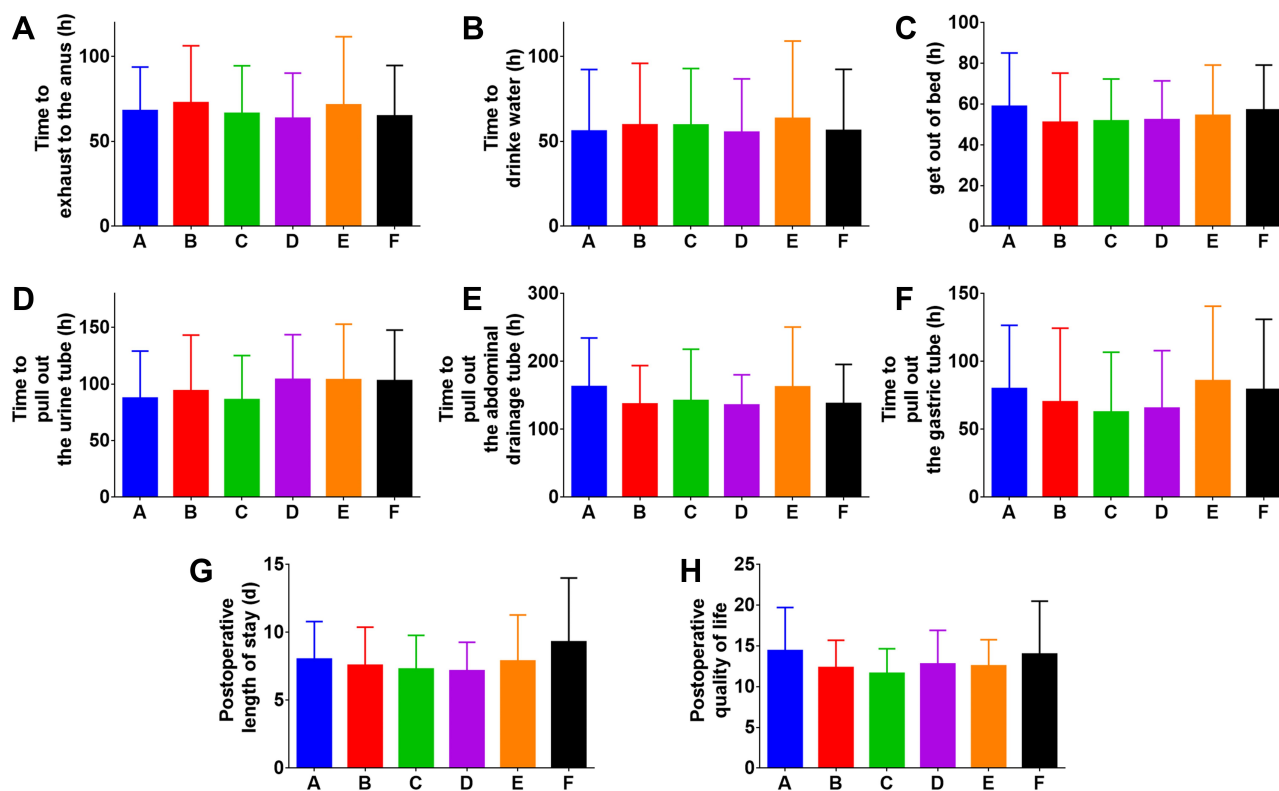 A
Time to
exhaust to the anus (h)
100
50
0
A B C D E F
B
Time to
drinke water (h)
100
50
0
A B C D E F
C
get out of bed (h)
100
80
60
40
20
0
A B C D E F
D
Time to
pull out
the urine tube (h)
150
100
50
0
A B C D E F
E
Time to
pull out
the abdominal
drainage tube (h)
300
200
100
0
A B C D E F
F
Time to
pull out
the gastric tube (h)
150
100
50
0
A B C D E F
G
Postoperative
length of stay (d)
15
10
5
0
A B C D E F
H
Postoperative
quality of life
25
20
15
10
5
0
A B C D E F